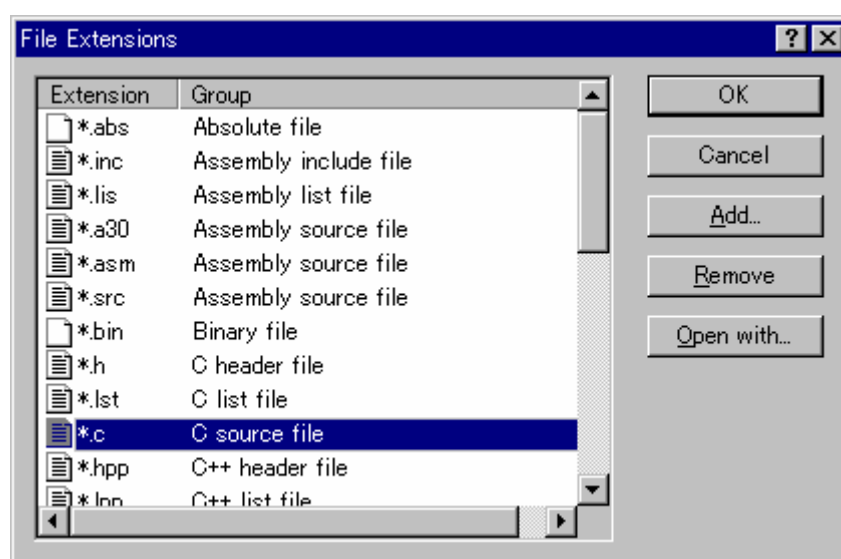 File Extensions
Extension Group
*.abs Absolute file
*.inc Assembly include file
*.lis Assembly list file
*.a30 Assembly source file
*.asm Assembly source file
*.src Assembly source file
*.bin Binary file
*.h C header file
*.lst C list file
*.c C source file
*.hpp C++ header file
C++ list file
OK
Cancel
Add...
Remove
Open with...